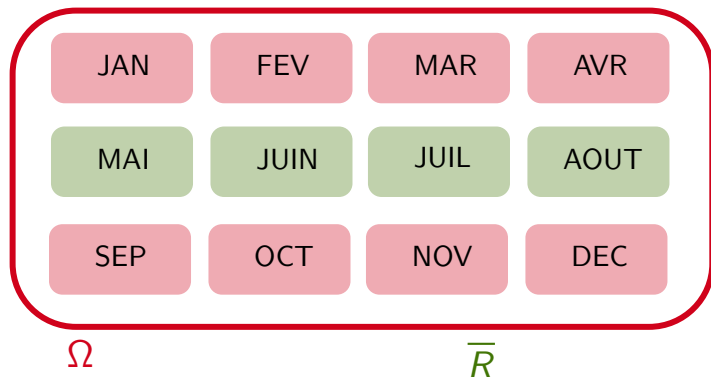 JAN FEV MAR AVR
MAI JUIN JUIL AOUT
SEP OCT NOV DEC
Ω R̅